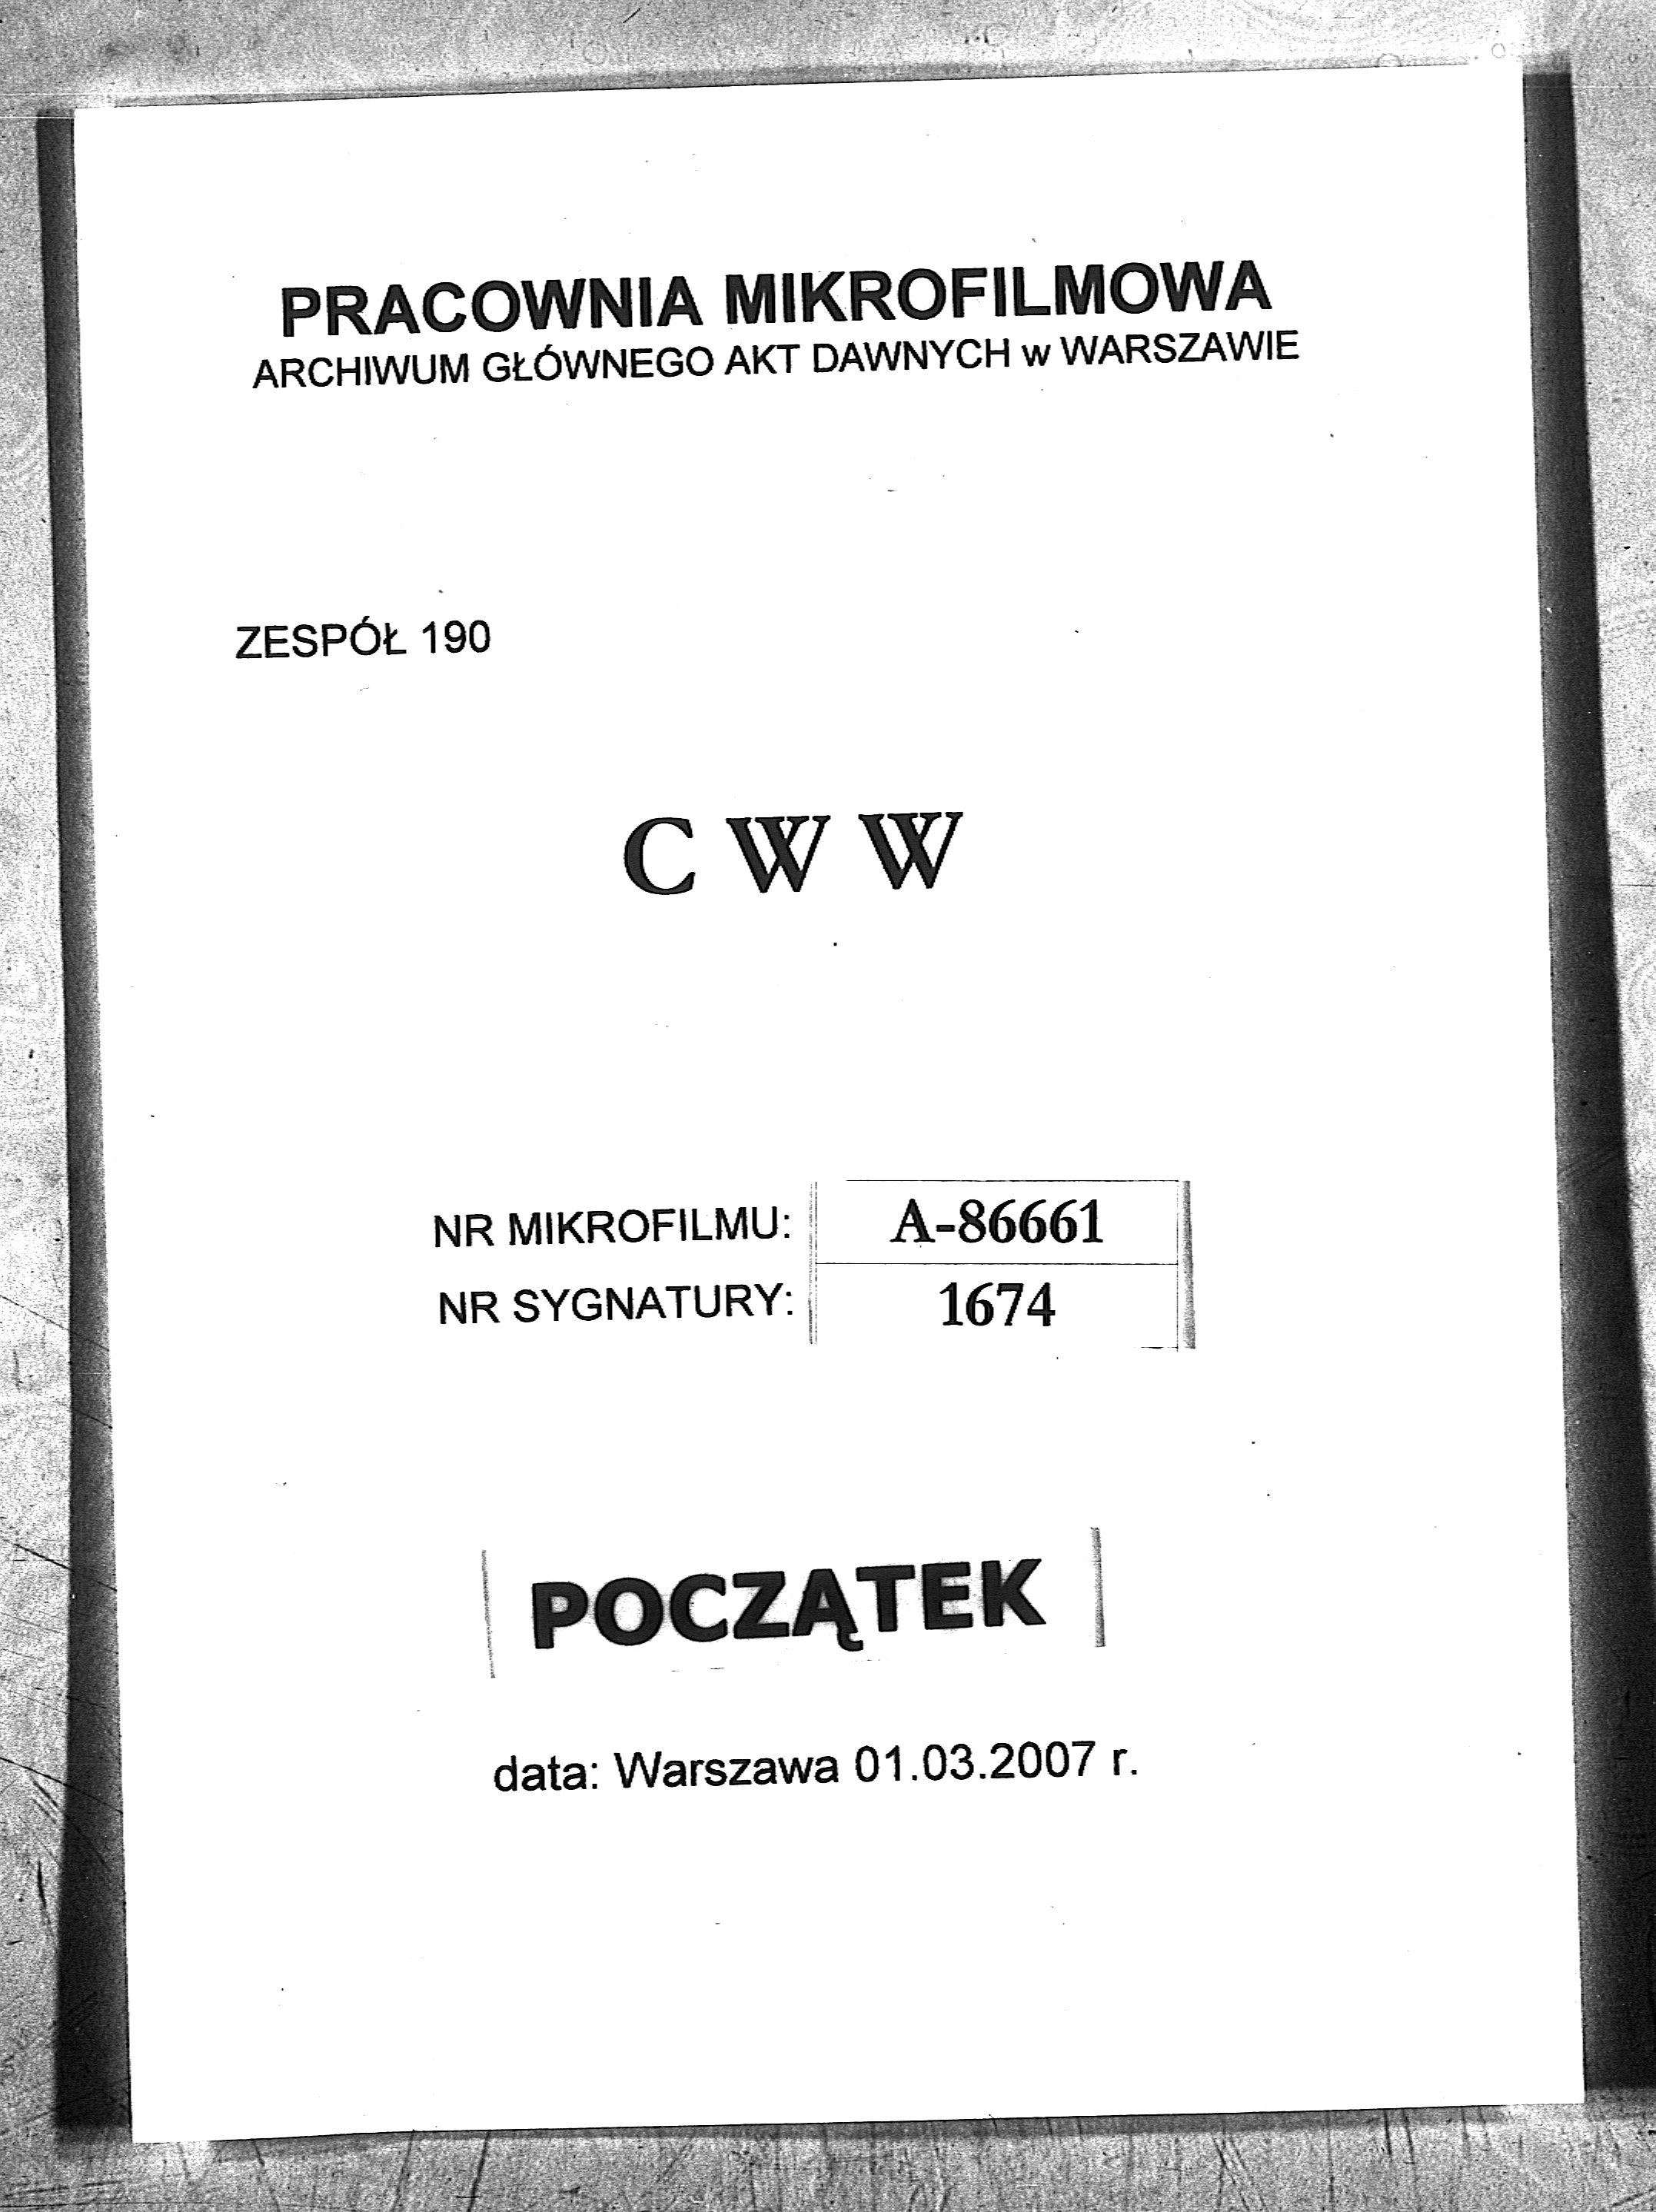 PRACOWNIA MIKROFILMOWA
ARCHIWUM GŁÓWNEGO AKT DAWNYCH w WARSZAWIE
ZESPÓŁ 190
C W W
NR MIKROFILMU: A-86661
NR SYGNATURY: 1674
POCZĄTEK
data: Warszawa 01.03.2007 r.